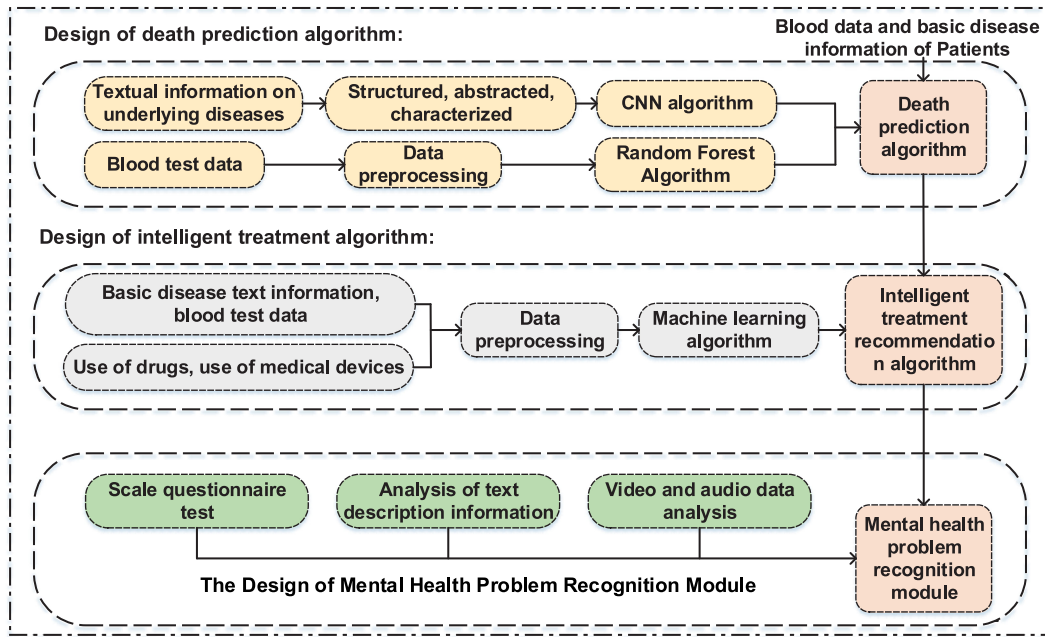 Design of death prediction algorithm:
Blood data and basic disease
information of Patients
Textual information on
underlying diseases
Structured, abstracted,
characterized
CNN algorithm
Death
prediction
algorithm
Blood test data
Data
preprocessing
Random Forest
Algorithm
Design of intelligent treatment algorithm:
Basic disease text information,
blood test data
Use of drugs, use of medical devices
Data
preprocessing
Machine learning
algorithm
Intelligent
treatment
recommendatio
n algorithm
Scale questionnaire
test
Analysis of text
description information
Video and audio data
analysis
Mental health
problem
recognition
module
The Design of Mental Health Problem Recognition Module